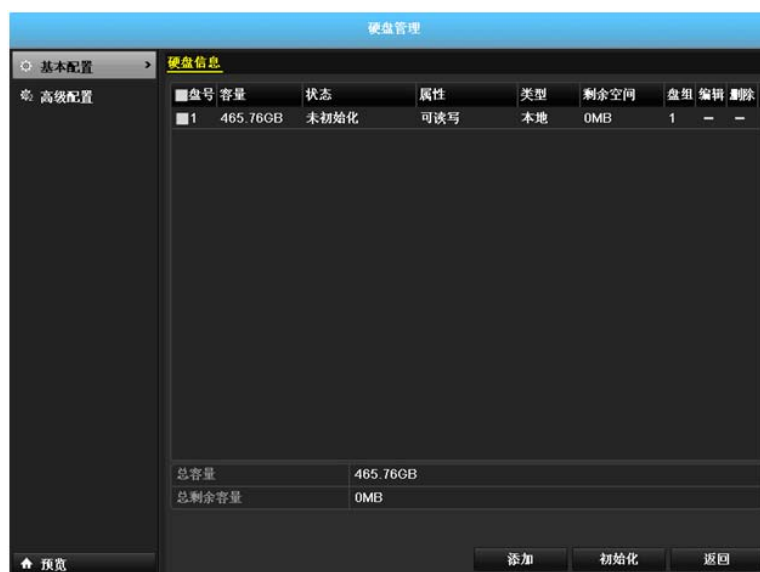 硬盘管理
基本配置
高级配置
硬盘信息
盘号 容量 状态 属性 类型 剩余空间 盘组 编辑 删除
1 465.76GB 未初始化 可读写 本地 0MB 1 — —
总容量 465.76GB
总剩余容量 0MB
添加 初始化 返回
预览